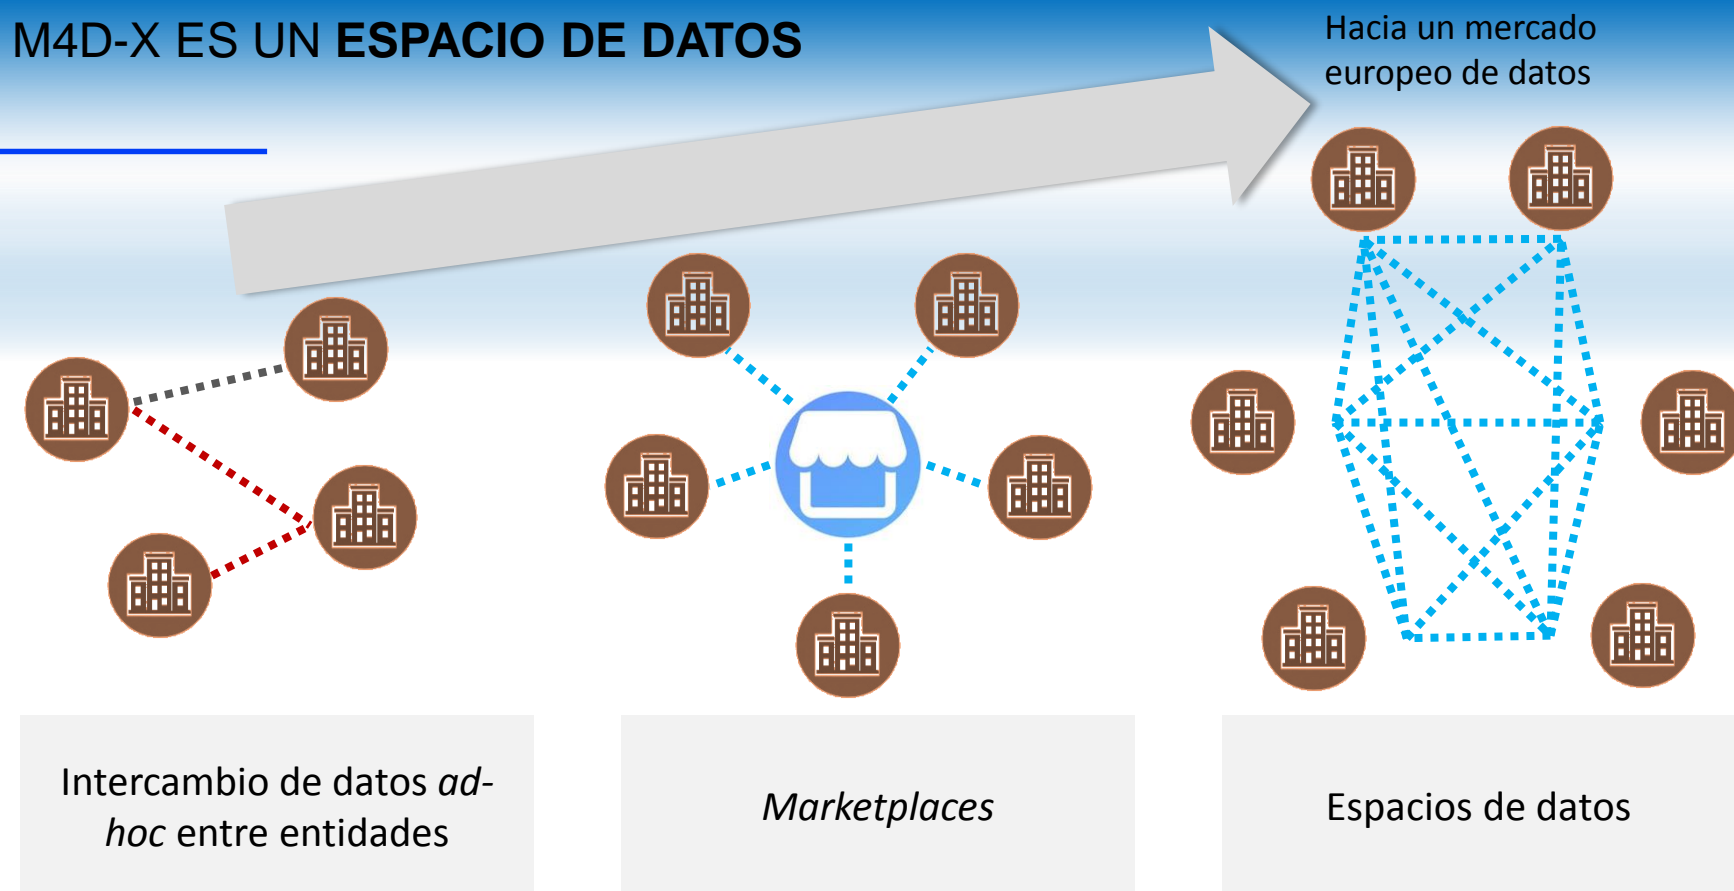 M4D-X ES UN ESPACIO DE DATOS
Hacia un mercado
europeo de datos
Intercambio de datos ad-
hoc entre entidades
Marketplaces
Espacios de datos